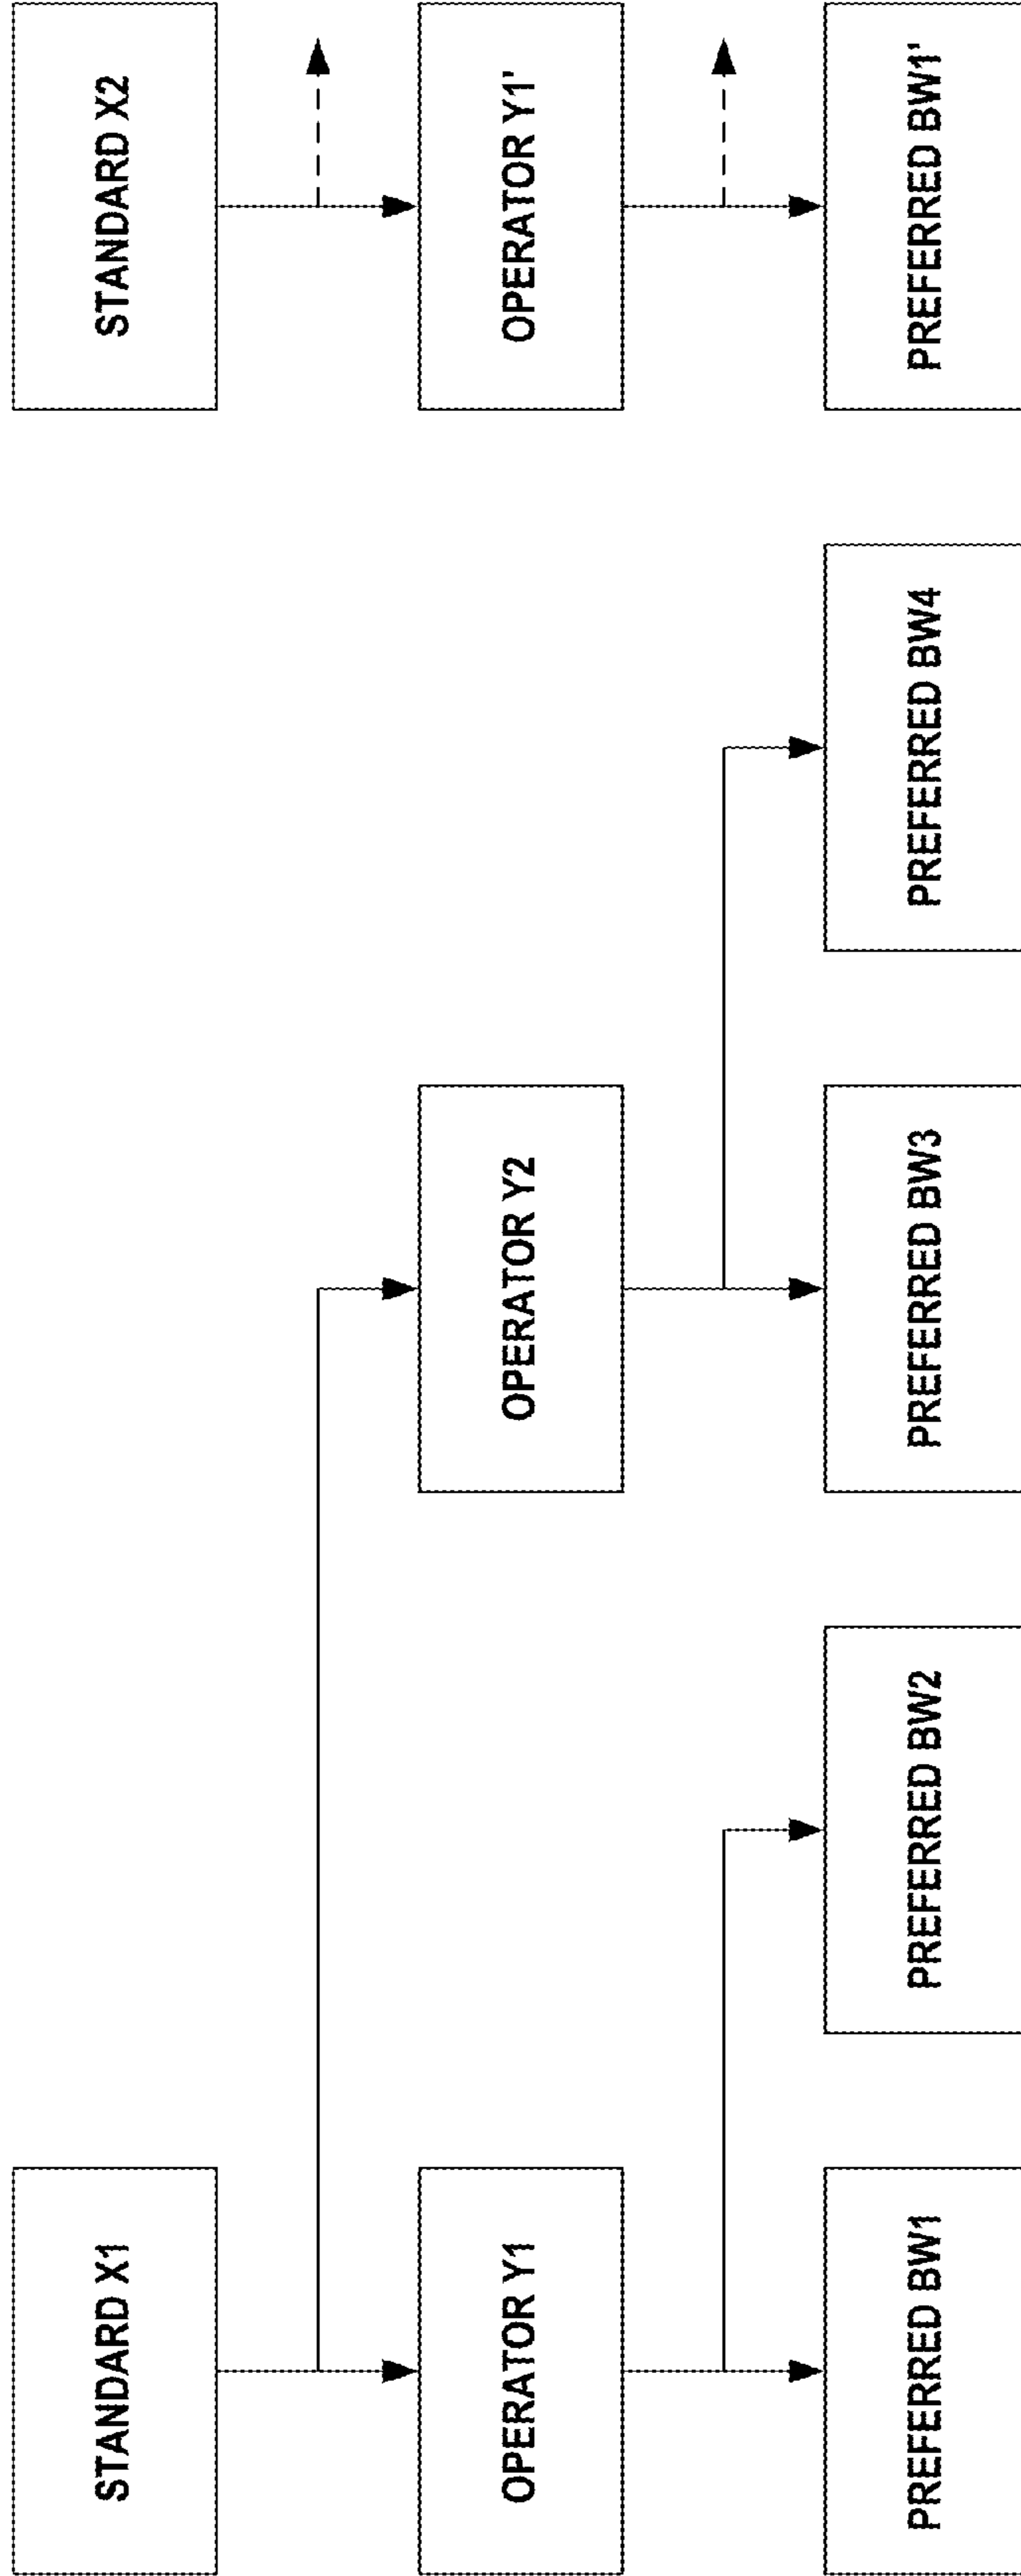 STANDARD X1
STANDARD X2
OPERATOR Y1
OPERATOR Y2
OPERATOR Y1'
PREFERRED BW1
PREFERRED BW2
PREFERRED BW3
PREFERRED BW4
PREFERRED BW1'